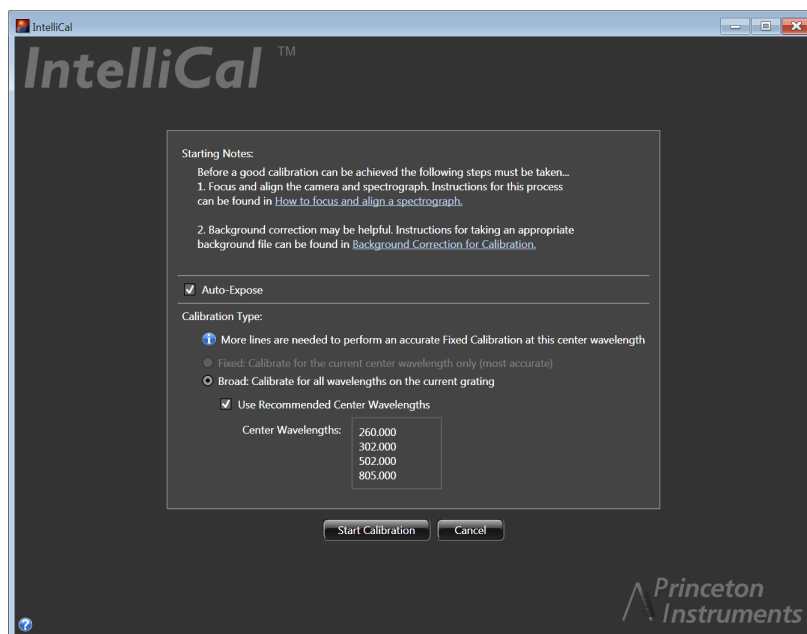 IntelliCal
IntelliCal ™
Starting Notes:
Before a good calibration can be achieved the following steps must be taken...
1. Focus and align the camera and spectrograph. Instructions for this process
can be found in How to focus and align a spectrograph.
2. Background correction may be helpful. Instructions for taking an appropriate
background file can be found in Background Correction for Calibration.
Auto-Expose
Calibration Type:
More lines are needed to perform an accurate Fixed Calibration at this center wavelength
Fixed: Calibrate for the current center wavelength only (most accurate)
Broad: Calibrate for all wavelengths on the current grating
Use Recommended Center Wavelengths
Center Wavelengths: 260.000
302.000
502.000
805.000
Start Calibration Cancel
Princeton
Instruments